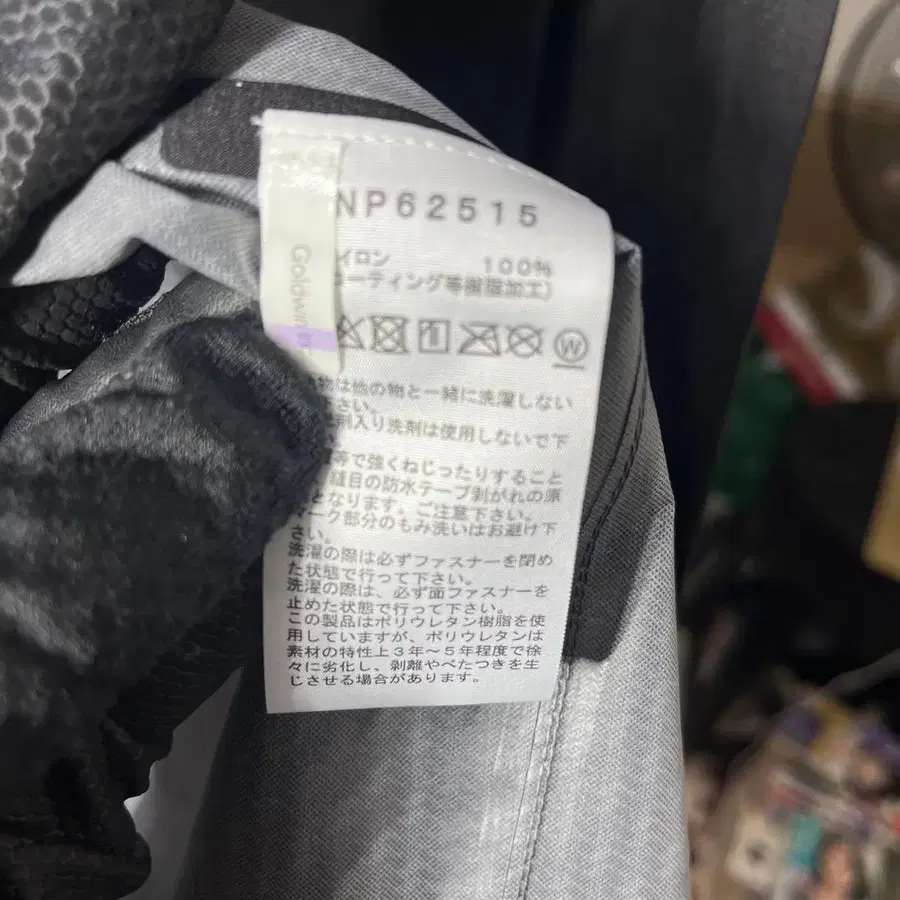 NP62515
イロン 100%
ーティング等樹脂加工)
Goldwin
W
物は他の物と一緒に洗濯しない
さい。
剤入り洗剤は使用しないで下
等で強くねじったりすること
縫目の防水テープ剥がれの原
となります。ご注意下さい。
マーク部分のもみ洗いはお避け下
さい。
洗濯の際は必ずファスナーを閉め
た状態で行って下さい。
洗濯の際は、必ず面ファスナーを
止めた状態で行って下さい。
この製品はポリウレタン樹脂を使
用していますが、ポリウレタンは
素材の特性上3年~5年程度で徐
々に劣化し、剥離やべたつきを生
じさせる場合があります。